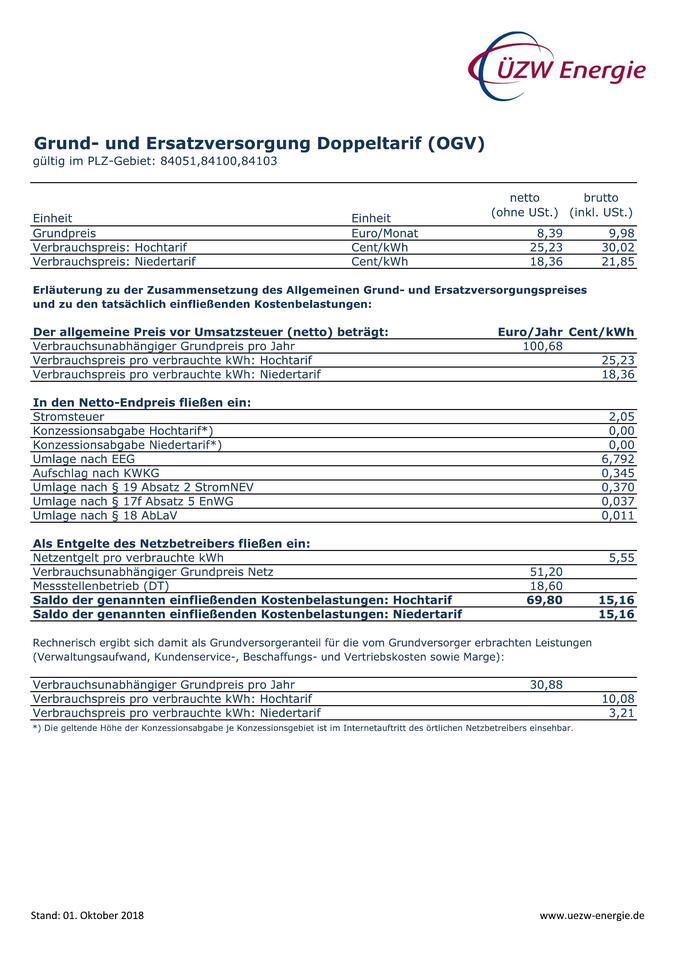 ÜZW Energie
Grund- und Ersatzversorgung Doppeltarif (OGV)
gültig im PLZ-Gebiet: 84051,84100,84103
netto brutto
Einheit Einheit (ohne USt.) (inkl. USt.)
Grundpreis Euro/Monat 8,39 9,98
Verbrauchspreis: Hochtarif Cent/kWh 25,23 30,02
Verbrauchspreis: Niedertarif Cent/kWh 18,36 21,85
Erläuterung zu der Zusammensetzung des Allgemeinen Grund- und Ersatzversorgungspreises
und zu den tatsächlich einfließenden Kostenbelastungen:
Der allgemeine Preis vor Umsatzsteuer (netto) beträgt: Euro/Jahr Cent/kWh
Verbrauchsunabhängiger Grundpreis pro Jahr 100,68
Verbrauchspreis pro verbrauchte kWh: Hochtarif 25,23
Verbrauchspreis pro verbrauchte kWh: Niedertarif 18,36
In den Netto-Endpreis fließen ein:
Stromsteuer 2,05
Konzessionsabgabe Hochtarif*) 0,00
Konzessionsabgabe Niedertarif*) 0,00
Umlage nach EEG 6,792
Aufschlag nach KWKG 0,345
Umlage nach § 19 Absatz 2 StromNEV 0,370
Umlage nach § 17f Absatz 5 EnWG 0,037
Umlage nach § 18 AbLaV 0,011
Als Entgelte des Netzbetreibers fließen ein:
Netzentgelt pro verbrauchte kWh 5,55
Verbrauchsunabhängiger Grundpreis Netz 51,20
Messstellenbetrieb (DT) 18,60
Saldo der genannten einfließenden Kostenbelastungen: Hochtarif 69,80 15,16
Saldo der genannten einfließenden Kostenbelastungen: Niedertarif 15,16
Rechnerisch ergibt sich damit als Grundversorgeranteil für die vom Grundversorger erbrachten Leistungen
(Verwaltungsaufwand, Kundenservice-, Beschaffungs- und Vertriebskosten sowie Marge):
Verbrauchsunabhängiger Grundpreis pro Jahr 30,88
Verbrauchspreis pro verbrauchte kWh: Hochtarif 10,08
Verbrauchspreis pro verbrauchte kWh: Niedertarif 3,21
*) Die geltende Höhe der Konzessionsabgabe je Konzessionsgebiet ist im Internetauftritt des örtlichen Netzbetreibers einsehbar.
Stand: 01. Oktober 2018 www.uezw-energie.de